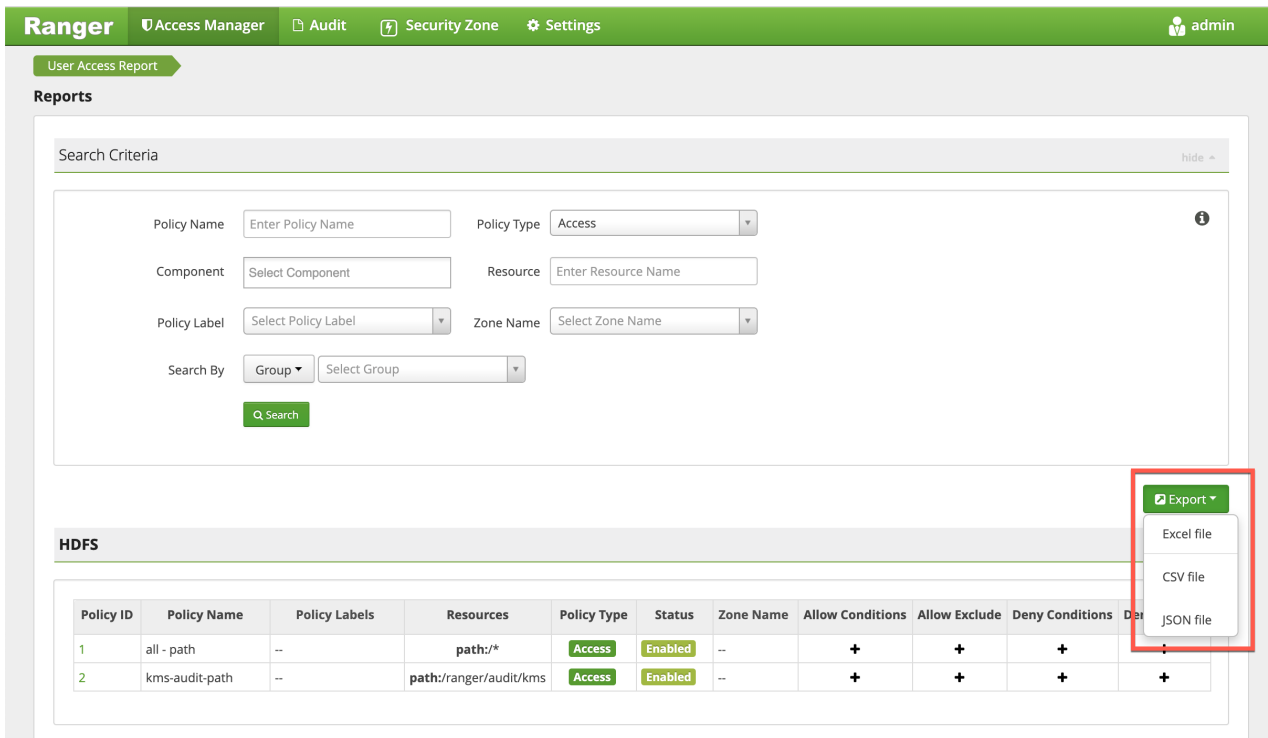 Ranger Access Manager Audit Security Zone Settings admin
User Access Report
Reports
Search Criteria hide
Policy Name Enter Policy Name Policy Type Access
Component Select Component Resource Enter Resource Name
Policy Label Select Policy Label Zone Name Select Zone Name
Search By Group Select Group
Search
Export
Excel file
CSV file
JSON file
HDFS
Policy ID Policy Name Policy Labels Resources Policy Type Status Zone Name Allow Conditions Allow Exclude Deny Conditions
1 all - path -- path:/* Access Enabled -- + + + +
2 kms-audit-path -- path:/ranger/audit/kms Access Enabled -- + + + +